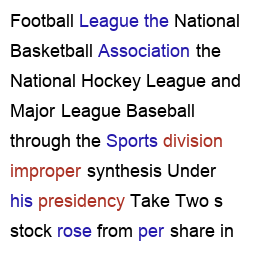 Football League the National
Basketball Association the
National Hockey League and
Major League Baseball
through the Sports division
improper synthesis Under
his presidency Take Two s
stock rose from per share in